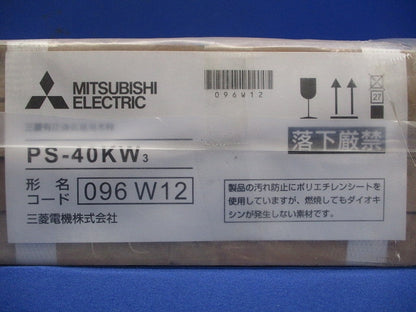 MITSUBISHI
ELECTRIC
096W12
27
落下厳禁
PS-40KW3
形名
コード
096 W12
三菱電機株式会社
製品の汚れ防止にポリエチレンシートを
使用していますが、燃焼してもダイオキ
シンが発生しない素材です。